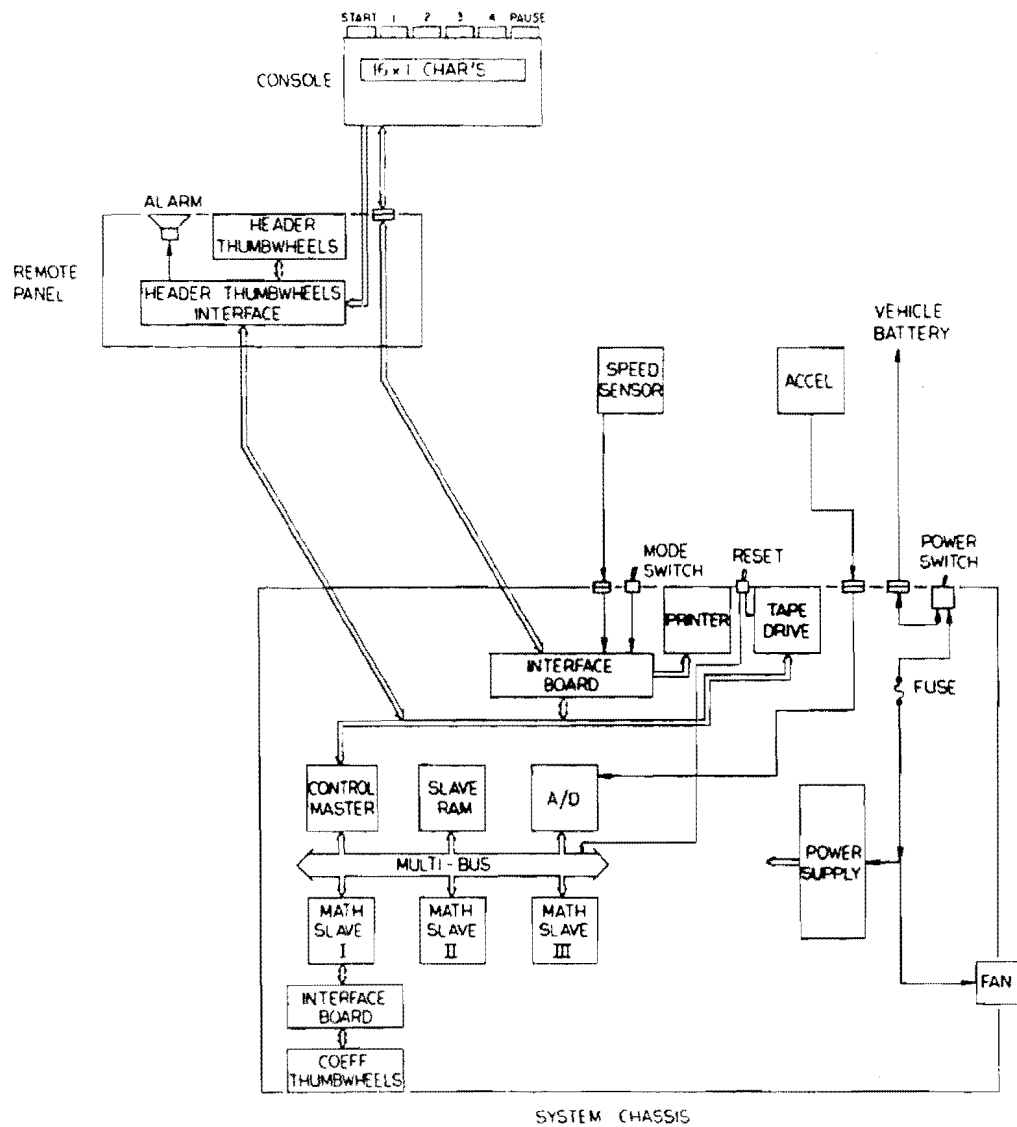 START 1 2 3 4 PAUSE
16 x 1 CHAR'S
CONSOLE
ALARM
HEADER
THUMBWHEELS
REMOTE
PANEL
HEADER THUMBWHEELS
INTERFACE
VEHICLE
BATTERY
SPEED
SENSOR
ACCEL
MODE
SWITCH
RESET
POWER
SWITCH
PRINTER
TAPE
DRIVE
INTERFACE
BOARD
FUSE
CONTROL
MASTER
SLAVE
RAM
A/D
MULTI-BUS
POWER
SUPPLY
MATH
SLAVE
I
MATH
SLAVE
II
MATH
SLAVE
III
FAN
INTERFACE
BOARD
COEFF
THUMBWHEELS
SYSTEM CHASSIS